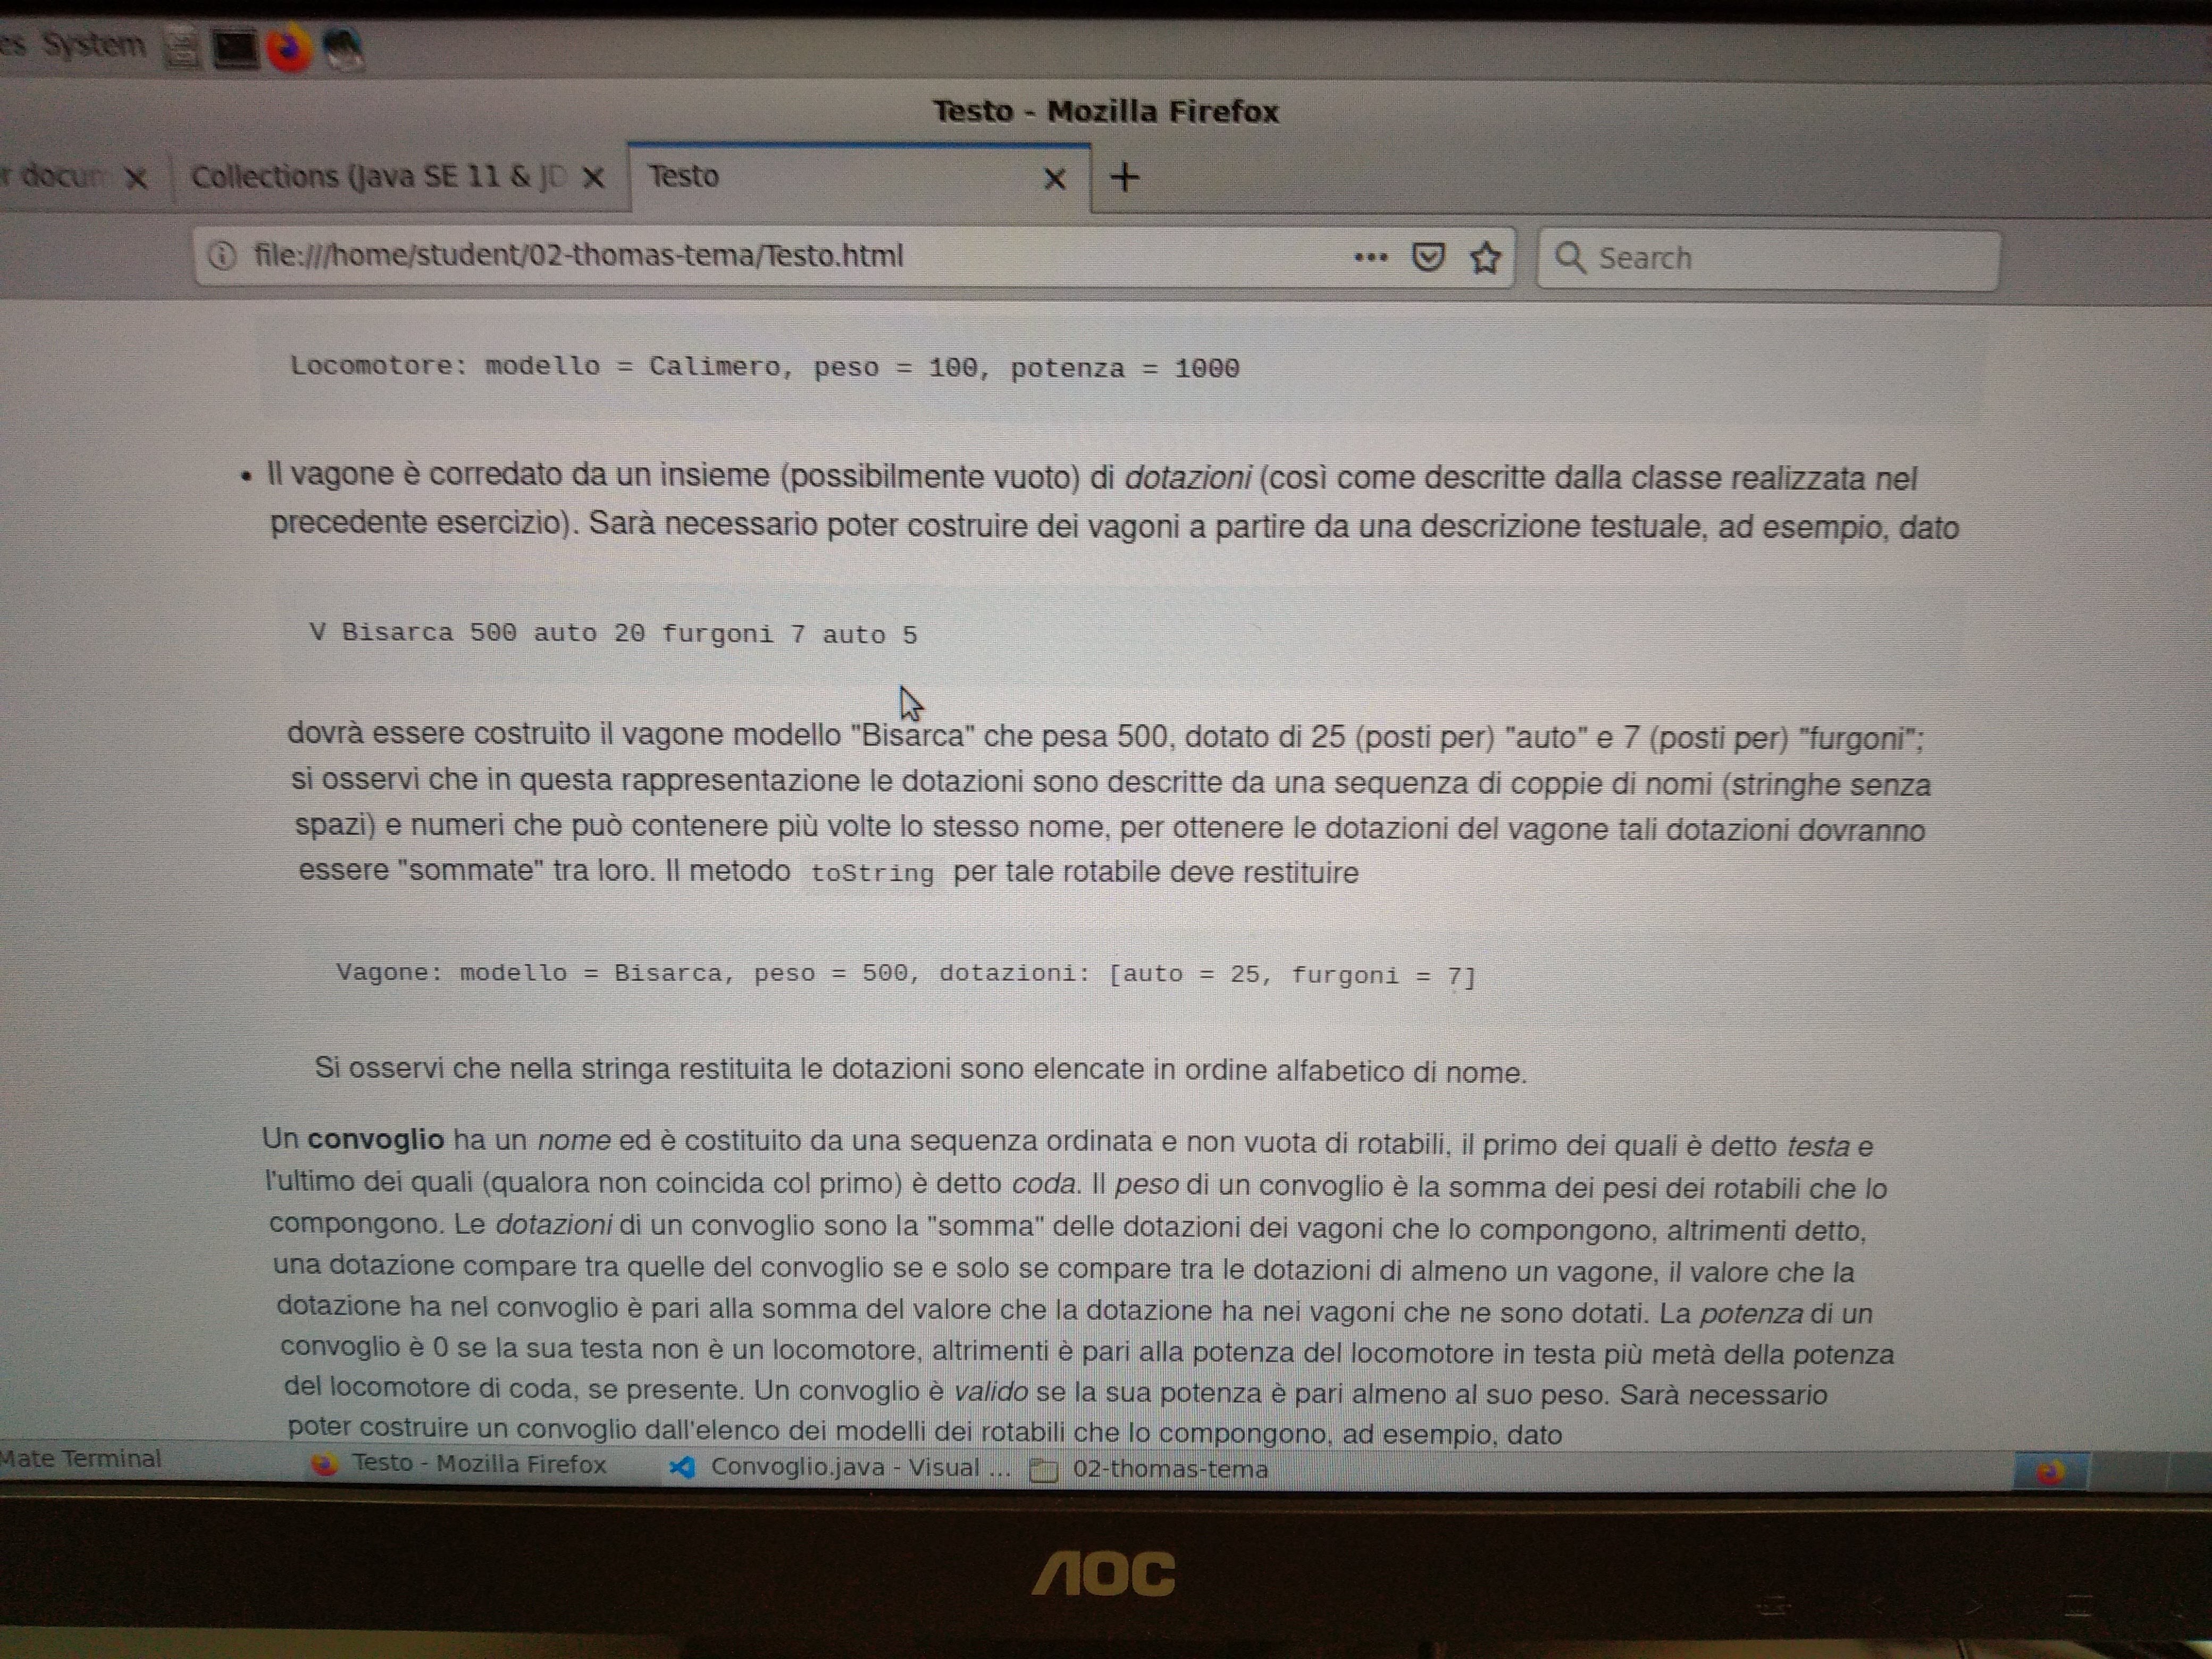 es System
Testo - Mozilla Firefox
r docum Collections (Java SE 11 & JD Testo
file:///home/student/02-thomas-tema/Testo.html Search
Locomotore: modello = Calimero, peso = 100, potenza = 1000
• Il vagone è corredato da un insieme (possibilmente vuoto) di dotazioni (così come descritte dalla classe realizzata nel
precedente esercizio). Sarà necessario poter costruire dei vagoni a partire da una descrizione testuale, ad esempio, dato
V Bisarca 500 auto 20 furgoni 7 auto 5
dovrà essere costruito il vagone modello "Bisarca" che pesa 500, dotato di 25 (posti per) "auto" e 7 (posti per) "furgoni";
si osservi che in questa rappresentazione le dotazioni sono descritte da una sequenza di coppie di nomi (stringhe senza
spazi) e numeri che può contenere più volte lo stesso nome, per ottenere le dotazioni del vagone tali dotazioni dovranno
essere "sommate" tra loro. Il metodo toString per tale rotabile deve restituire
Vagone: modello = Bisarca, peso = 500, dotazioni: [auto = 25, furgoni = 7]
Si osservi che nella stringa restituita le dotazioni sono elencate in ordine alfabetico di nome.
Un convoglio ha un nome ed è costituito da una sequenza ordinata e non vuota di rotabili, il primo dei quali è detto testa e
l'ultimo dei quali (qualora non coincida col primo) è detto coda. Il peso di un convoglio è la somma dei pesi dei rotabili che lo
compongono. Le dotazioni di un convoglio sono la "somma" delle dotazioni dei vagoni che lo compongono, altrimenti detto,
una dotazione compare tra quelle del convoglio se e solo se compare tra le dotazioni di almeno un vagone, il valore che la
dotazione ha nel convoglio è pari alla somma del valore che la dotazione ha nei vagoni che ne sono dotati. La potenza di un
convoglio è 0 se la sua testa non è un locomotore, altrimenti è pari alla potenza del locomotore in testa più metà della potenza
del locomotore di coda, se presente. Un convoglio è valido se la sua potenza è pari almeno al suo peso. Sarà necessario
poter costruire un convoglio dall'elenco dei modelli dei rotabili che lo compongono, ad esempio, dato
Mate Terminal Testo - Mozilla Firefox Convoglio.java - Visual ... 02-thomas-tema
AOC